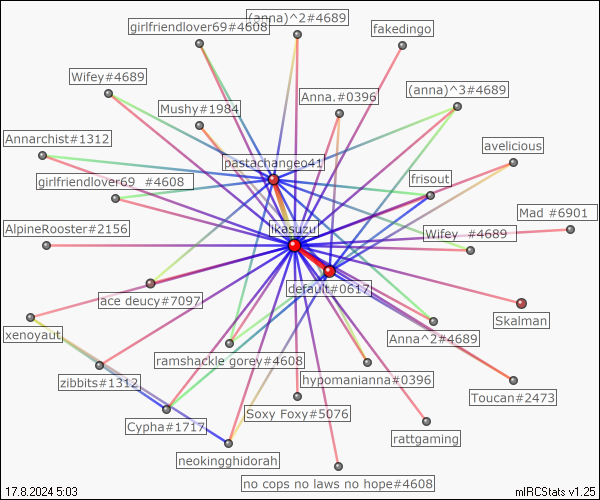 (anna)^2#4689
girlfriendlover69#4608
fakedingo
Wifey#4689
(anna)^3#4689
Anna.#0396
Mushy#1984
Annarchist#1312
avelicious
pastachangeo41
frisout
girlfriendlover69__#4608
Mad_#6901
AlpineRooster#2156
ikasuzu
Wifey_#4689
default#0617
ace deucy#7097
Skalman
xenoyaut
Anna^2#4689
ramshackle gorey#4608
hypomanianna#0396
zibbits#1312
Toucan#2473
Soxy Foxy#5076
Cypha#1717
rattgaming
neokingghidorah
no cops no laws no hope#4608
17.8.2024 5:03
mIRCStats v1.25